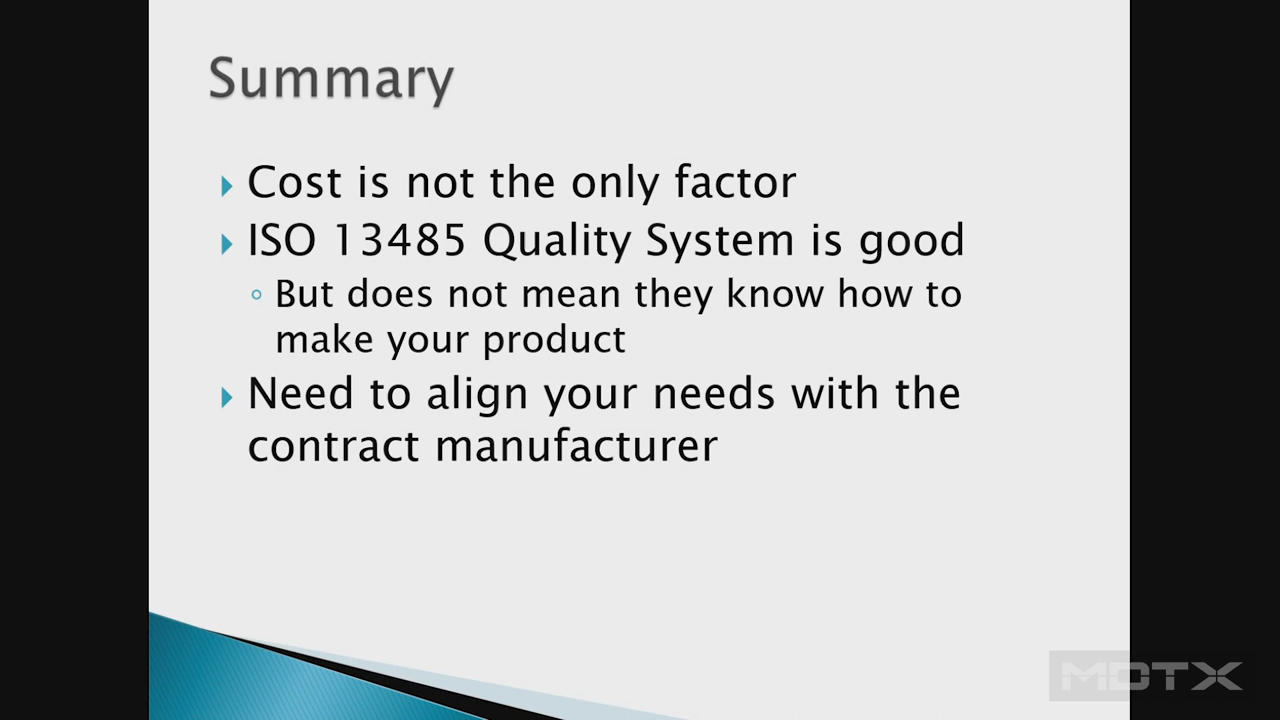 Summary
Cost is not the only factor
ISO 13485 Quality System is good
But does not mean they know how to
make your product
Need to align your needs with the
contract manufacturer
MDTX